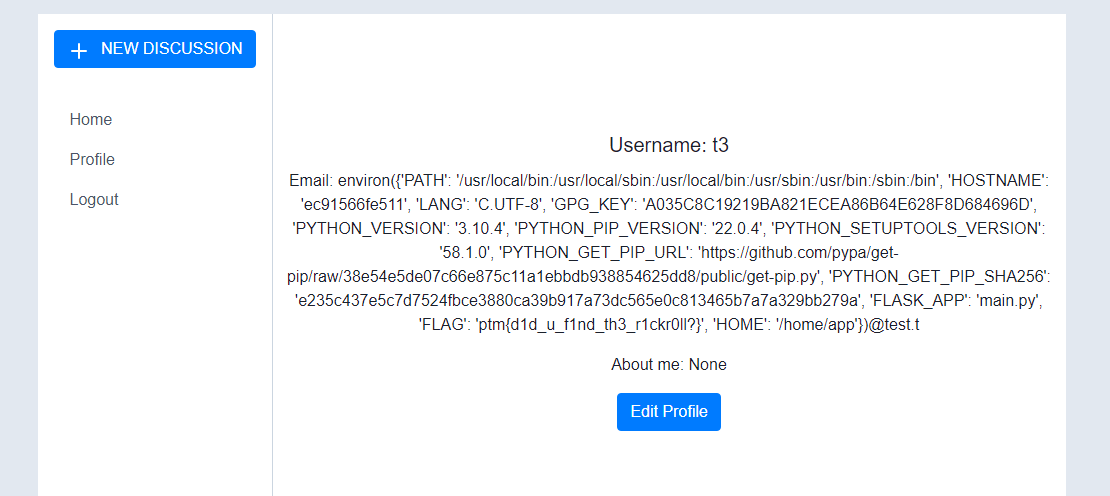 NEW DISCUSSION
Home
Profile
Logout
Username: t3
Email: environ({'PATH': '/usr/local/bin:/usr/local/sbin:/usr/local/bin:/usr/sbin:/usr/bin:/sbin:/bin', 'HOSTNAME':
'ec91566fe511', 'LANG': 'C.UTF-8', 'GPG_KEY': 'A035C8C19219BA821ECEA86B64E628F8D684696D',
'PYTHON_VERSION': '3.10.4', 'PYTHON_PIP_VERSION': '22.0.4', 'PYTHON_SETUPTOOLS_VERSION':
'58.1.0', 'PYTHON_GET_PIP_URL': 'https://github.com/pypa/get-
pip/raw/38e54e5de07c66e875c11a1ebbdb938854625dd8/public/get-pip.py', 'PYTHON_GET_PIP_SHA256':
'e235c437e5c7d7524fbce3880ca39b917a73dc565e0c813465b7a7a329bb279a', 'FLASK_APP': 'main.py',
'FLAG': 'ptm{d1d_u_f1nd_th3_r1ckr0ll?}', 'HOME': '/home/app'})@test.t
About me: None
Edit Profile